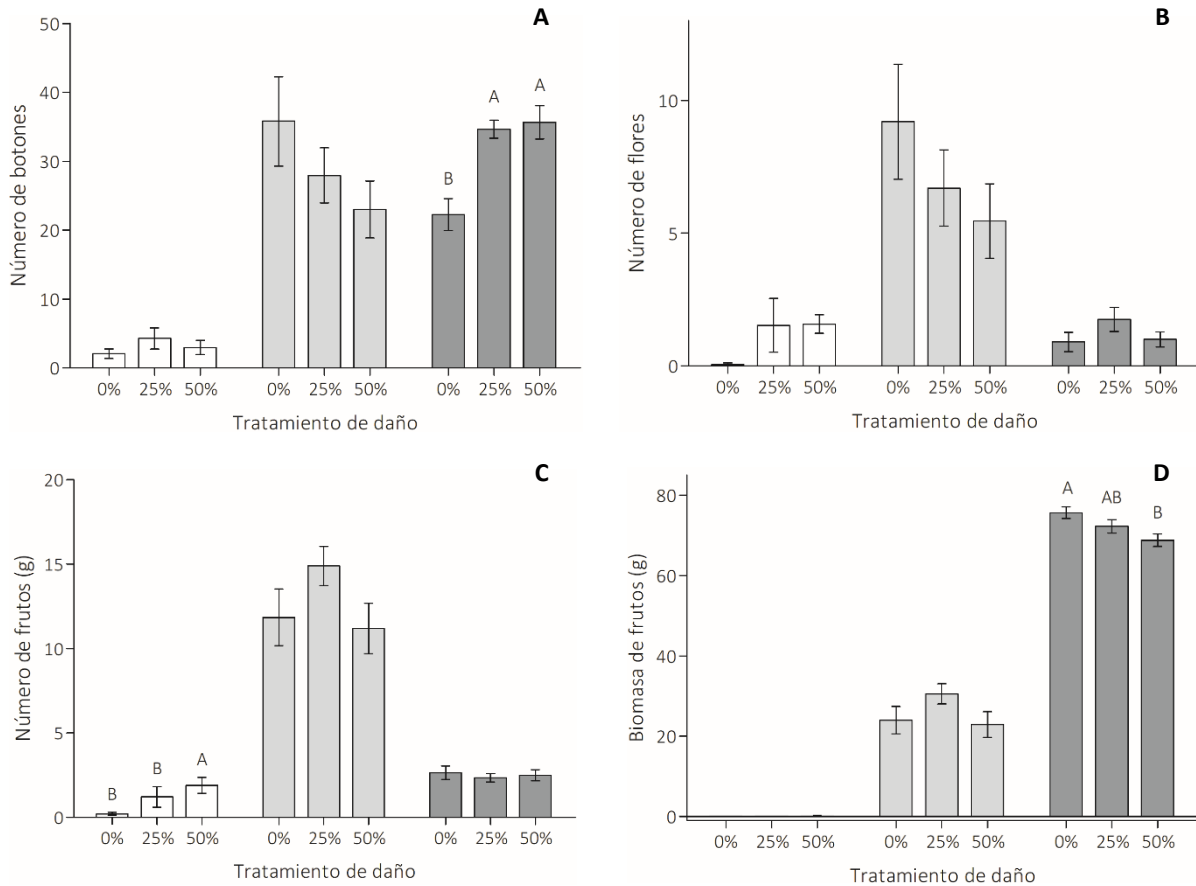 A
50
40
30
20
10
0
Número de botones
B
A
A
0% 25% 50% 0% 25% 50% 0% 25% 50%
Tratamiento de daño
B
10
5
0
Número de flores
0% 25% 50% 0% 25% 50% 0% 25% 50%
Tratamiento de daño
C
20
15
10
5
0
Número de frutos (g)
B
B
A
0% 25% 50% 0% 25% 50% 0% 25% 50%
Tratamiento de daño
D
80
60
40
20
0
Biomasa de frutos (g)
A
AB
B
0% 25% 50% 0% 25% 50% 0% 25% 50%
Tratamiento de daño